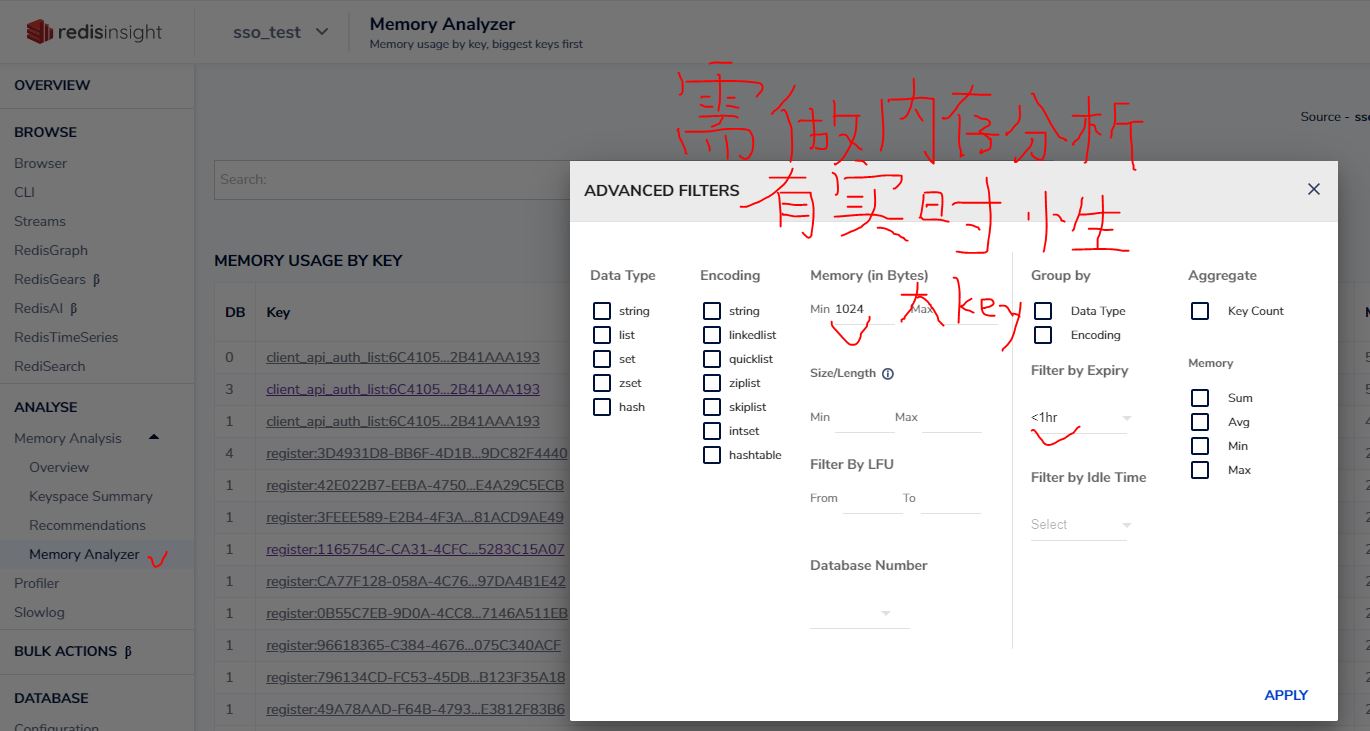 redisinsight
sso_test
Memory Analyzer
Memory usage by key, biggest keys first
OVERVIEW
BROWSE
Browser
CLI
Streams
RedisGraph
RedisGears β
RedisAI β
RedisTimeSeries
RediSearch
ANALYSE
Memory Analysis
Overview
Keyspace Summary
Recommendations
Memory Analyzer
Profiler
Slowlog
BULK ACTIONS β
DATABASE
Configuration
需做内存分析
有实时性
Source - sso
Search:
MEMORY USAGE BY KEY
DB Key
0 client_api_auth_list:6C4105...2B41AAA193
3 client_api_auth_list:6C4105...2B41AAA193
1 client_api_auth_list:6C4105...2B41AAA193
4 register:3D4931D8-BB6F-4D1B...9DC82F4440
1 register:42E022B7-EEBA-4750...E4A29C5ECB
1 register:3FEEE589-E2B4-4F3A...81ACD9AE49
1 register:1165754C-CA31-4CFC...5283C15A07
1 register:CA77F128-058A-4C76...97DA4B1E42
1 register:0B55C7EB-9D0A-4CC8...7146A511EB
1 register:96618365-C384-4676...075C340ACF
1 register:796134CD-FC53-45DB...B123F35A18
1 register:49A78AAD-F64B-4793...E3812F83B6
ADVANCED FILTERS
Data Type
string
list
set
zset
hash
Encoding
string
linkedlist
quicklist
ziplist
skiplist
intset
hashtable
Memory (in Bytes)
Min 1024 Max
大key
Size/Length
Min Max
Filter By LFU
From To
Database Number
Group by
Data Type
Encoding
Filter by Expiry
<1hr
Filter by Idle Time
Select
Aggregate
Key Count
Memory
Sum
Avg
Min
Max
APPLY